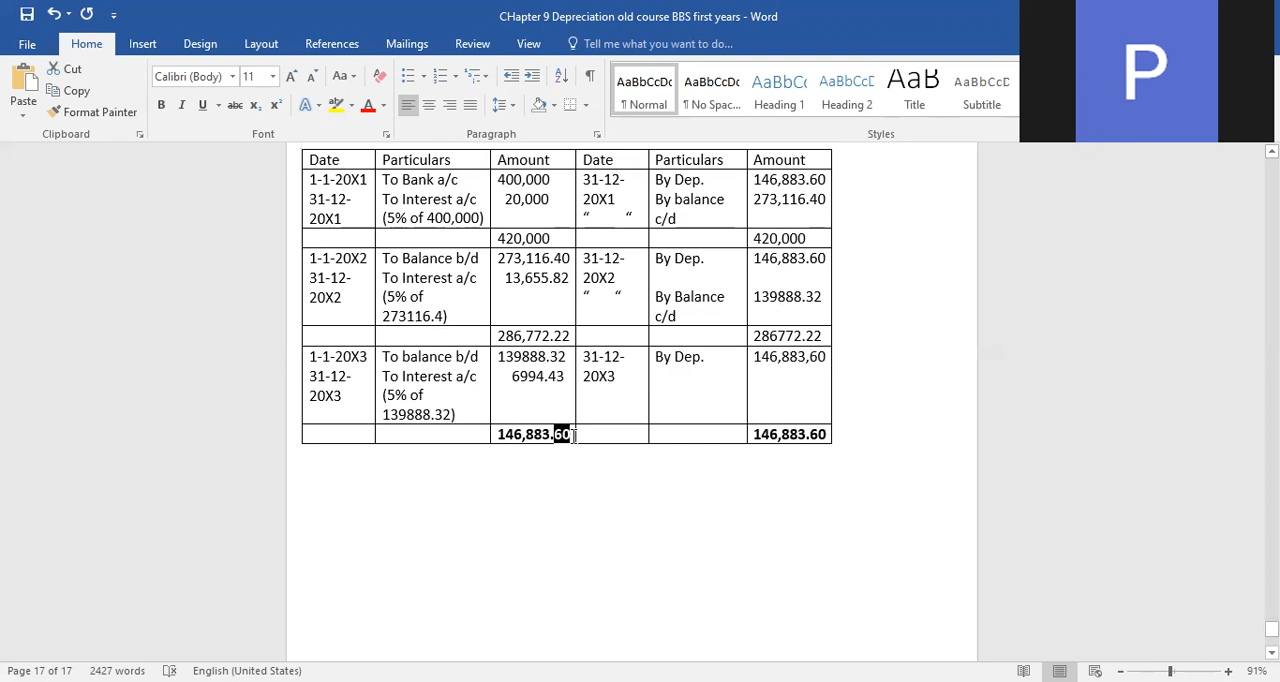 CHapter 9 Depreciation old course BBS first years - Word
File Home Insert Design Layout References Mailings Review View Tell me what you want to do...
Paste
Cut
Copy
Format Painter
Calibri (Body) 11
Aa
B I U abc x₂ x² A A
AaBbCcDc AaBbCcDc AaBbCc AaBbCcD AaB AaBbCcD
¶ Normal ¶ No Spac... Heading 1 Heading 2 Title Subtitle
Clipboard Font Paragraph Styles
P
Date Particulars Amount Date Particulars Amount
1-1-20X1 To Bank a/c 400,000 31-12- By Dep. 146,883.60
31-12- To Interest a/c 20,000 20X1 By balance 273,116.40
20X1 (5% of 400,000) “ “ c/d
420,000 420,000
1-1-20X2 To Balance b/d 273,116.40 31-12- By Dep. 146,883.60
31-12- To Interest a/c 13,655.82 20X2
20X2 (5% of “ “ By Balance 139888.32
273116.4) c/d
286,772.22 286772.22
1-1-20X3 To balance b/d 139888.32 31-12- By Dep. 146,883,60
31-12- To Interest a/c 6994.43 20X3
20X3 (5% of
139888.32)
146,883.60 146,883.60
Page 17 of 17 2427 words English (United States) 91%